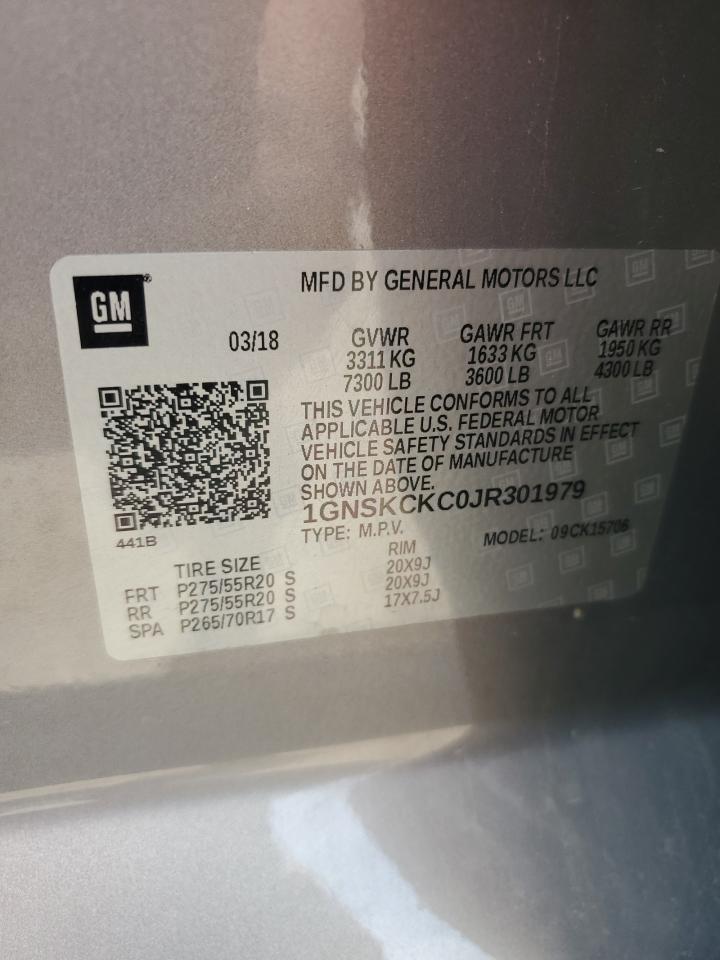 GM
MFD BY GENERAL MOTORS LLC
03/18 GVWR GAWR FRT GAWR RR
3311 KG 1633 KG 1950 KG
7300 LB 3600 LB 4300 LB
THIS VEHICLE CONFORMS TO ALL
APPLICABLE U.S. FEDERAL MOTOR
VEHICLE SAFETY STANDARDS IN EFFECT
ON THE DATE OF MANUFACTURE
SHOWN ABOVE.
1GNSKCKC0JR301979
TYPE: M.P.V. MODEL: 09CK15706
441B
TIRE SIZE RIM
FRT P275/55R20 S 20X9J
RR P275/55R20 S 20X9J
SPA P265/70R17 S 17X7.5J